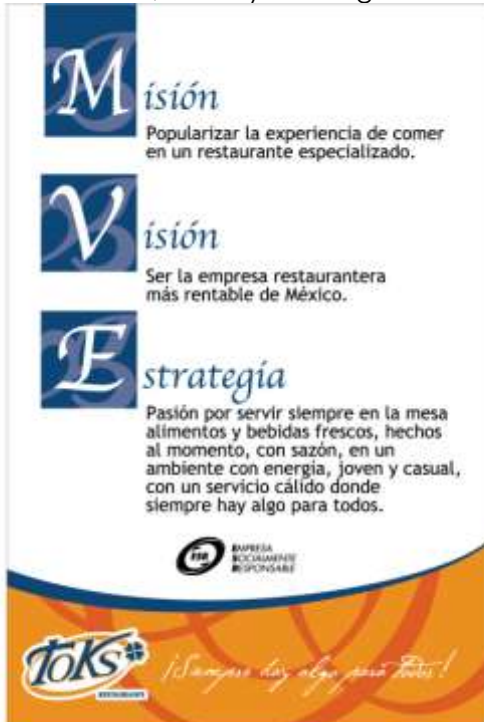 Misión
Popularizar la experiencia de comer
en un restaurante especializado.
Visión
Ser la empresa restaurantera
más rentable de México.
Estrategia
Pasión por servir siempre en la mesa
alimentos y bebidas frescos, hechos
al momento, con sazón, en un
ambiente con energía, joven y casual,
con un servicio cálido donde
siempre hay algo para todos.
ESR
EMPRESA
SOCIALMENTE
RESPONSABLE
TOKS
RESTAURANTE
¡Siempre hay algo para Todos!